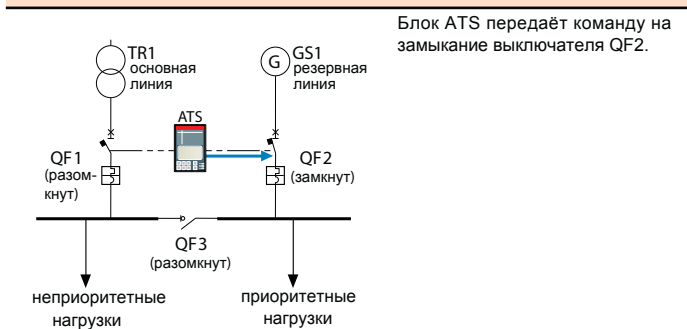 Блок ATS передаёт команду на
замыкание выключателя QF2.
TR1
основная
линия
G
GS1
резервная
линия
ATS
QF1
(разом-
кнут)
QF2
(замкнут)
QF3
(разомкнут)
неприоритетные
нагрузки
приоритетные
нагрузки